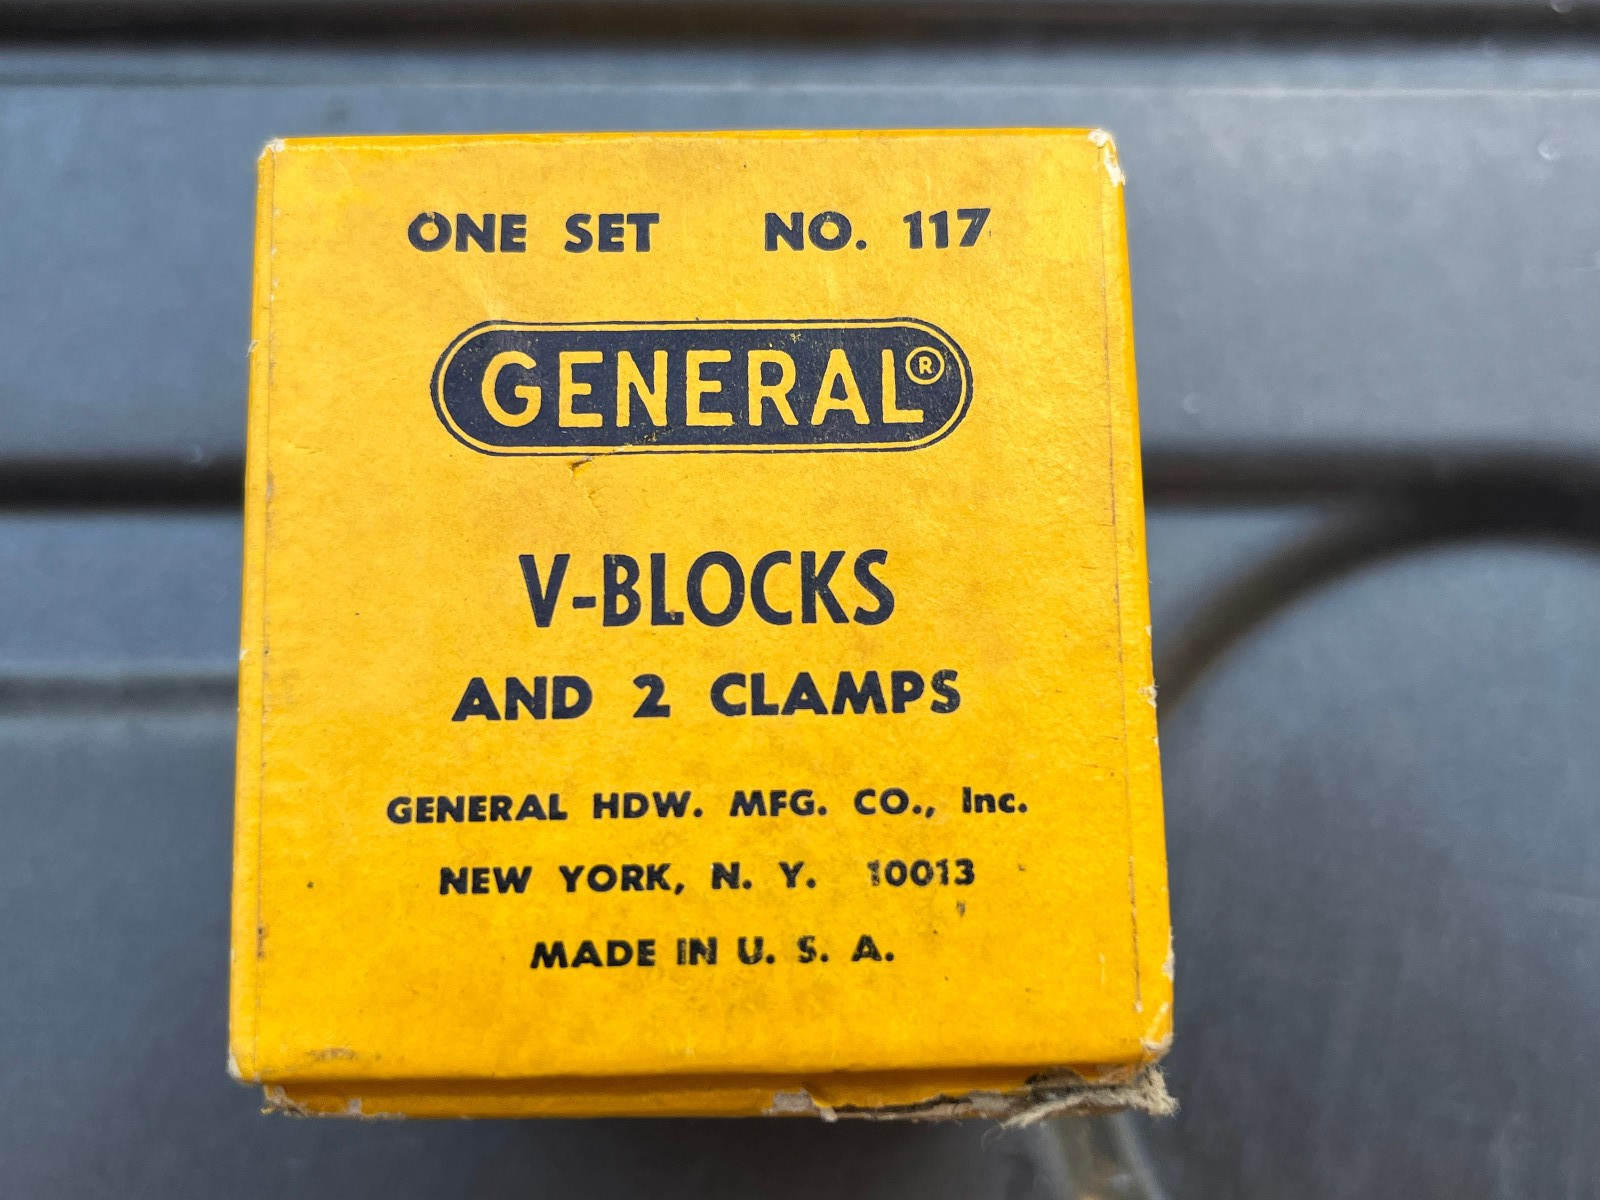 ONE SET NO. 117
GENERAL®
V-BLOCKS
AND 2 CLAMPS
GENERAL HDW. MFG. CO., Inc.
NEW YORK, N. Y. 10013
MADE IN U. S. A.